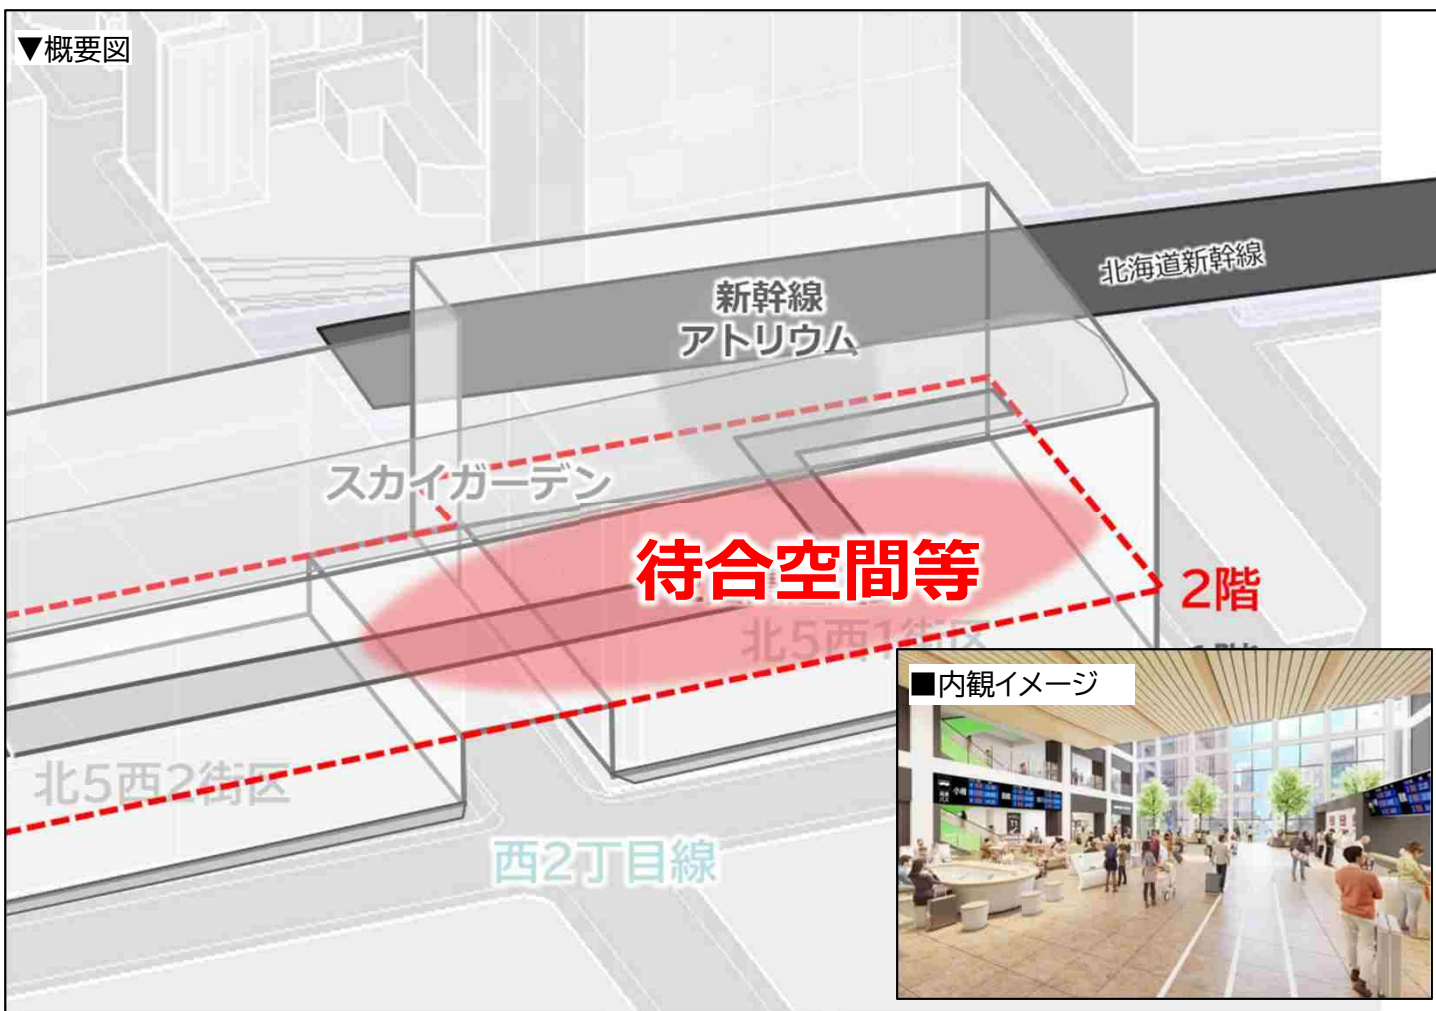 ▼概要図
北海道新幹線
新幹線
アトリウム
スカイガーデン
待合空間等
2階
北5西1街区
■内観イメージ
北5西2街区
西2丁目線
小樽